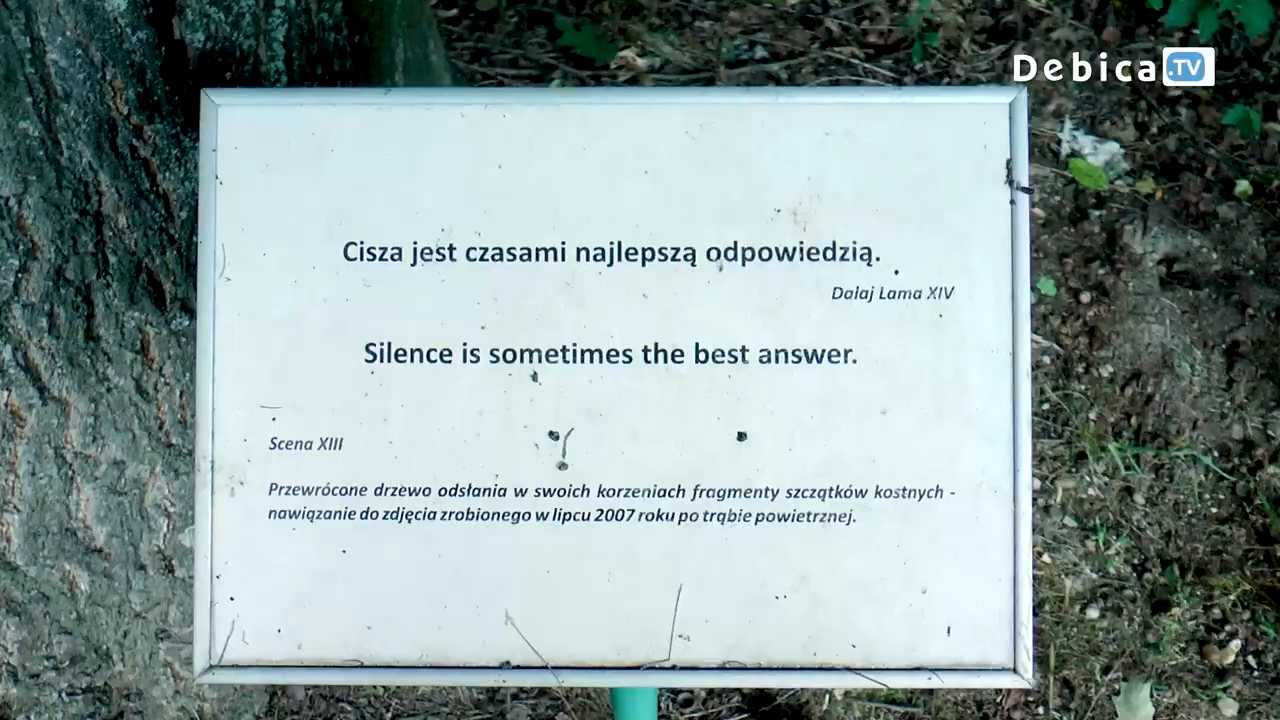 Debica.TV
Cisza jest czasami najlepszą odpowiedzią.
Dalaj Lama XIV
Silence is sometimes the best answer.
Scena XIII
Przewrócone drzewo odsłania w swoich korzeniach fragmenty szczątków kostnych -
nawiązanie do zdjęcia zrobionego w lipcu 2007 roku po trąbie powietrznej.